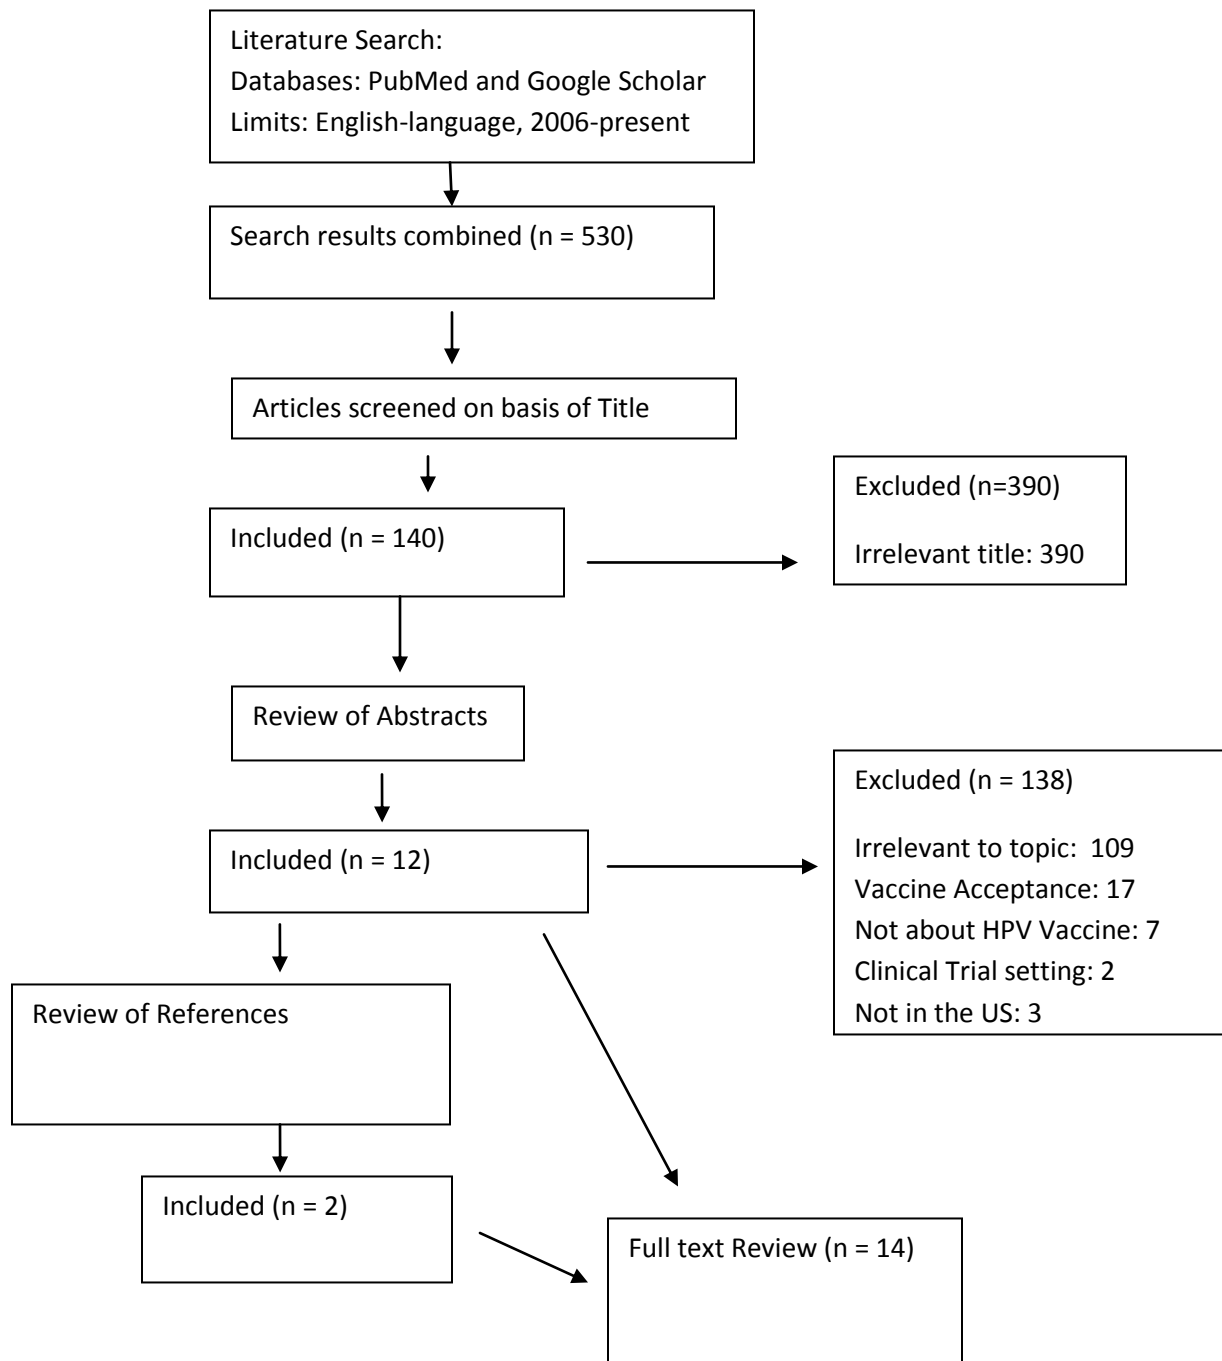 Literature Search:
Databases: PubMed and Google Scholar
Limits: English-language, 2006-present
Search results combined (n = 530)
Articles screened on basis of Title
Included (n = 140)
Excluded (n=390)
Irrelevant title: 390
Review of Abstracts
Included (n = 12)
Excluded (n = 138)
Irrelevant to topic:  109
Vaccine Acceptance: 17
Not about HPV Vaccine: 7
Clinical Trial setting: 2
Not in the US: 3
Review of References
Included (n = 2)
Full text Review (n = 14)